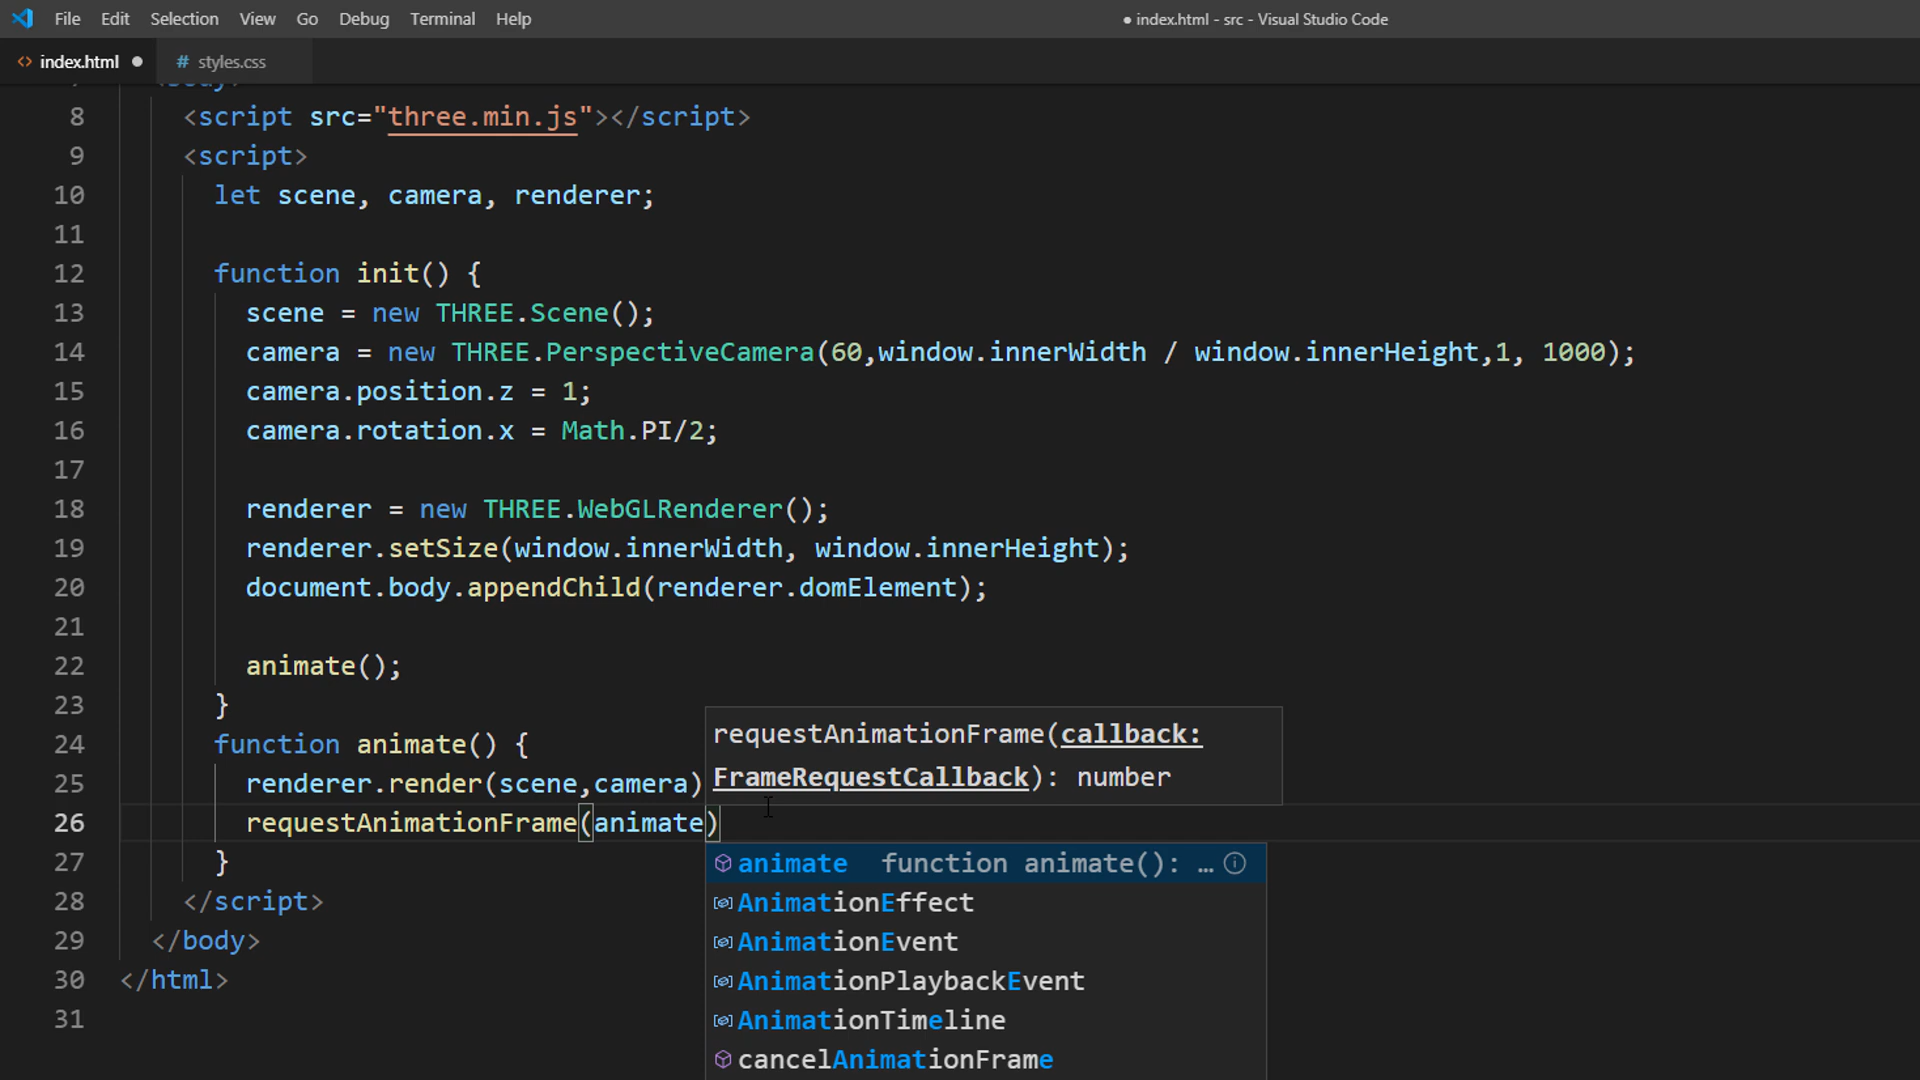 File Edit Selection View Go Debug Terminal Help
● index.html - src - Visual Studio Code
<> index.html ● # styles.css
8 <script src="three.min.js"></script>
9 <script>
10 let scene, camera, renderer;
11
12 function init() {
13 scene = new THREE.Scene();
14 camera = new THREE.PerspectiveCamera(60,window.innerWidth / window.innerHeight,1, 1000);
15 camera.position.z = 1;
16 camera.rotation.x = Math.PI/2;
17
18 renderer = new THREE.WebGLRenderer();
19 renderer.setSize(window.innerWidth, window.innerHeight);
20 document.body.appendChild(renderer.domElement);
21
22 animate();
23 }
24 function animate() {
25 renderer.render(scene,camera)
26 requestAnimationFrame(animate)
27 }
28 </script>
29 </body>
30 </html>
31
requestAnimationFrame(callback:
FrameRequestCallback): number
animate function animate(): …
AnimationEffect
AnimationEvent
AnimationPlaybackEvent
AnimationTimeline
cancelAnimationFrame